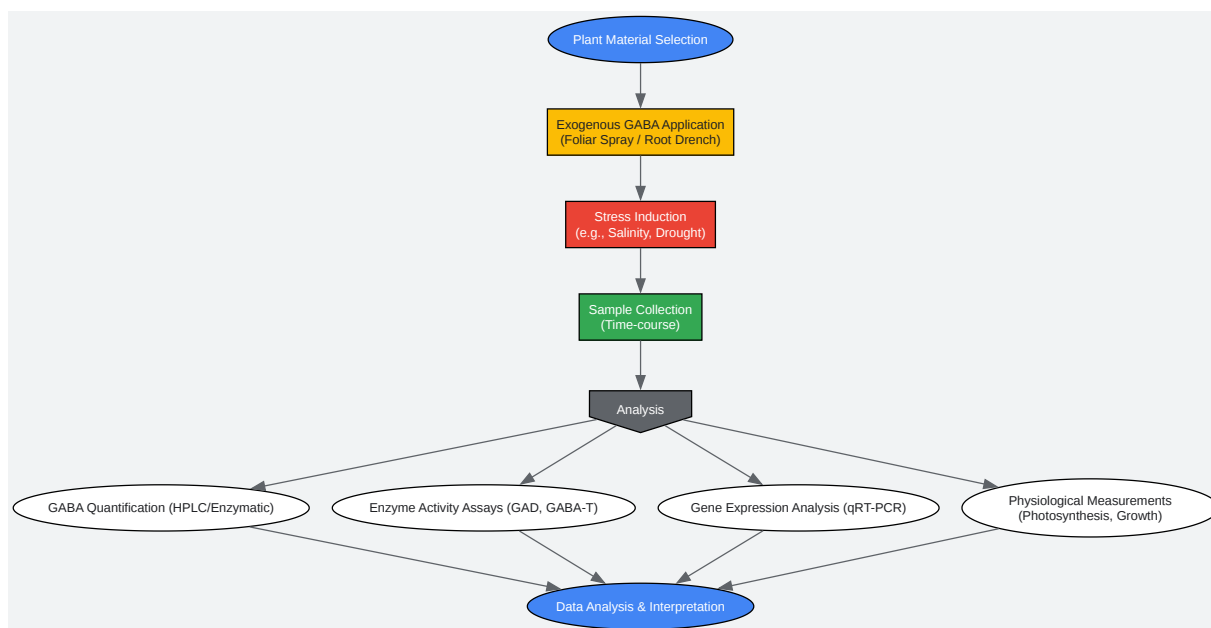 Plant Material Selection
Exogenous GABA Application
(Foliar Spray / Root Drench)
Stress Induction
(e.g., Salinity, Drought)
Sample Collection
(Time-course)
Analysis
GABA Quantification (HPLC/Enzymatic)
Enzyme Activity Assays (GAD, GABA-T)
Gene Expression Analysis (qRT-PCR)
Physiological Measurements
(Photosynthesis, Growth)
Data Analysis & Interpretation